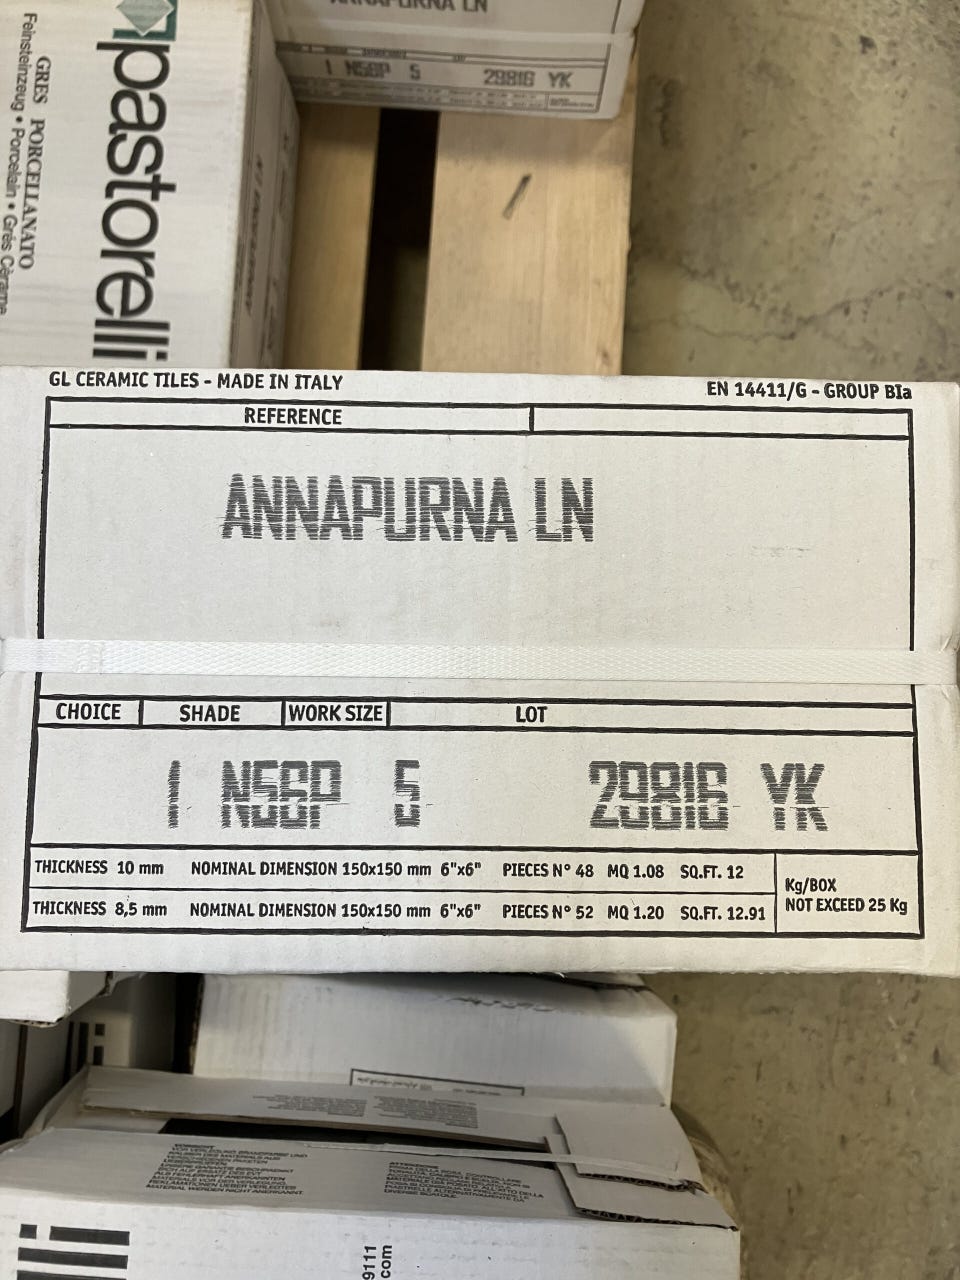 ANNAPURNA LN
1 N56P 5 29816 YK
pastorelli
GRES PORCELLANATO
Feinsteinzeug • Porcelain • Grés Cérame
GL CERAMIC TILES - MADE IN ITALY
EN 14411/G - GROUP BIa
REFERENCE
ANNAPURNA LN
CHOICE SHADE WORK SIZE LOT
1 N56P 5 29816 YK
THICKNESS 10 mm NOMINAL DIMENSION 150x150 mm 6"x6" PIECES N° 48 MQ 1.08 SQ.FT. 12
THICKNESS 8,5 mm NOMINAL DIMENSION 150x150 mm 6"x6" PIECES N° 52 MQ 1.20 SQ.FT. 12.91
Kg/BOX
NOT EXCEED 25 Kg
9111
com